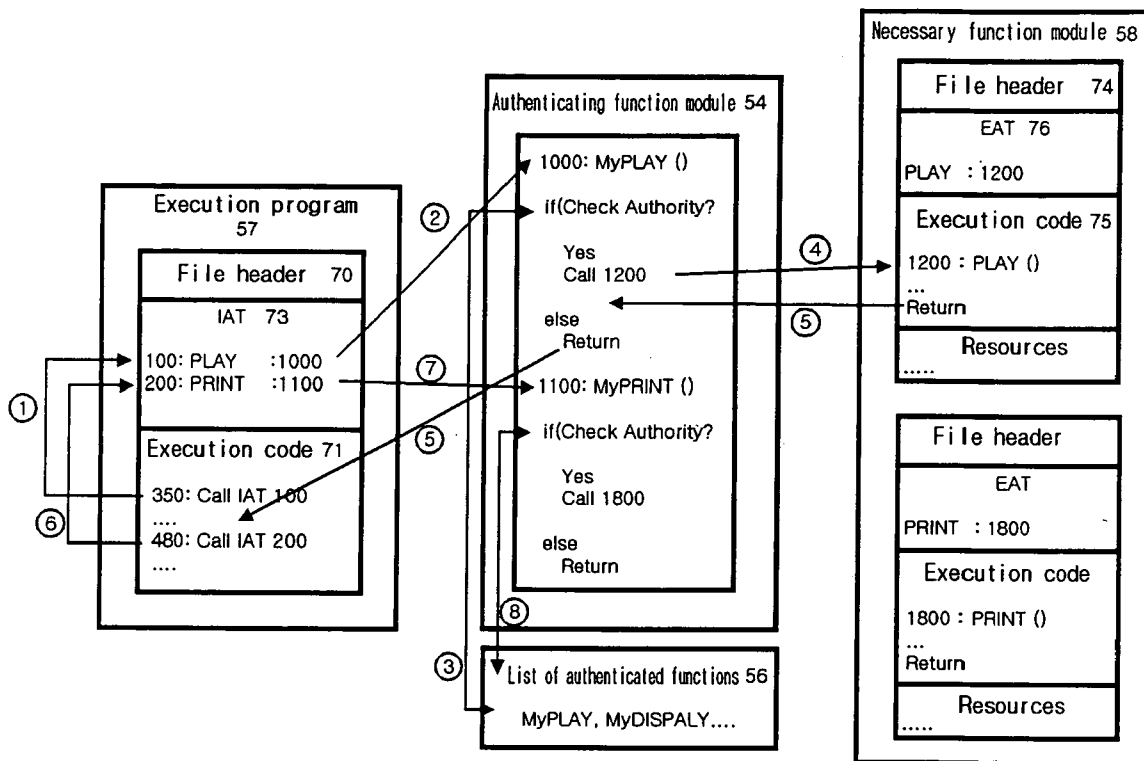 Execution program
57
File header 70
IAT 73
100: PLAY :1000
200: PRINT :1100
Execution code 71
350: Call IAT 100
....
480: Call IAT 200
....
①
⑥
②
⑦
⑤
Authenticating function module 54
1000: MyPLAY ()
if(Check Authority?
Yes
Call 1200
else
Return
1100: MyPRINT ()
if(Check Authority?
Yes
Call 1800
else
Return
⑧
③
List of authenticated functions 56
MyPLAY, MyDISPALY....
④
⑤
Necessary function module 58
File header 74
EAT 76
PLAY : 1200
Execution code 75
1200 : PLAY ()
...
Return
Resources
.....
File header
EAT
PRINT : 1800
Execution code
1800 : PRINT ()
...
Return
Resources
.....